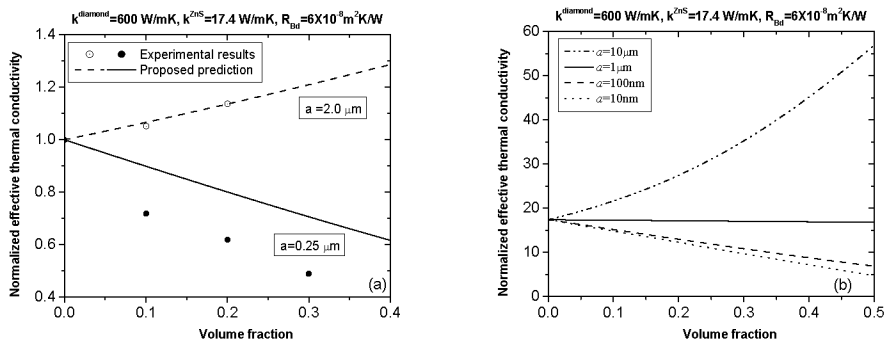 k^diamond=600 W/mK, k^ZnS=17.4 W/mK, R_Bd=6X10^-8 m^2K/W
Normalized effective thermal conductivity
1.4
1.2
1.0
0.8
0.6
0.4
Experimental results
Proposed prediction
a =2.0 μm
a=0.25 μm
(a)
0.0 0.1 0.2 0.3 0.4
Volume fraction
k^diamond=600 W/mK, k^ZnS=17.4 W/mK, R_Bd=6X10^-8 m^2K/W
Normalized effective thermal conductivity
60
50
40
30
20
10
0
a=10μm
a=1μm
a=100nm
a=10nm
(b)
0.0 0.1 0.2 0.3 0.4 0.5
Volume fraction